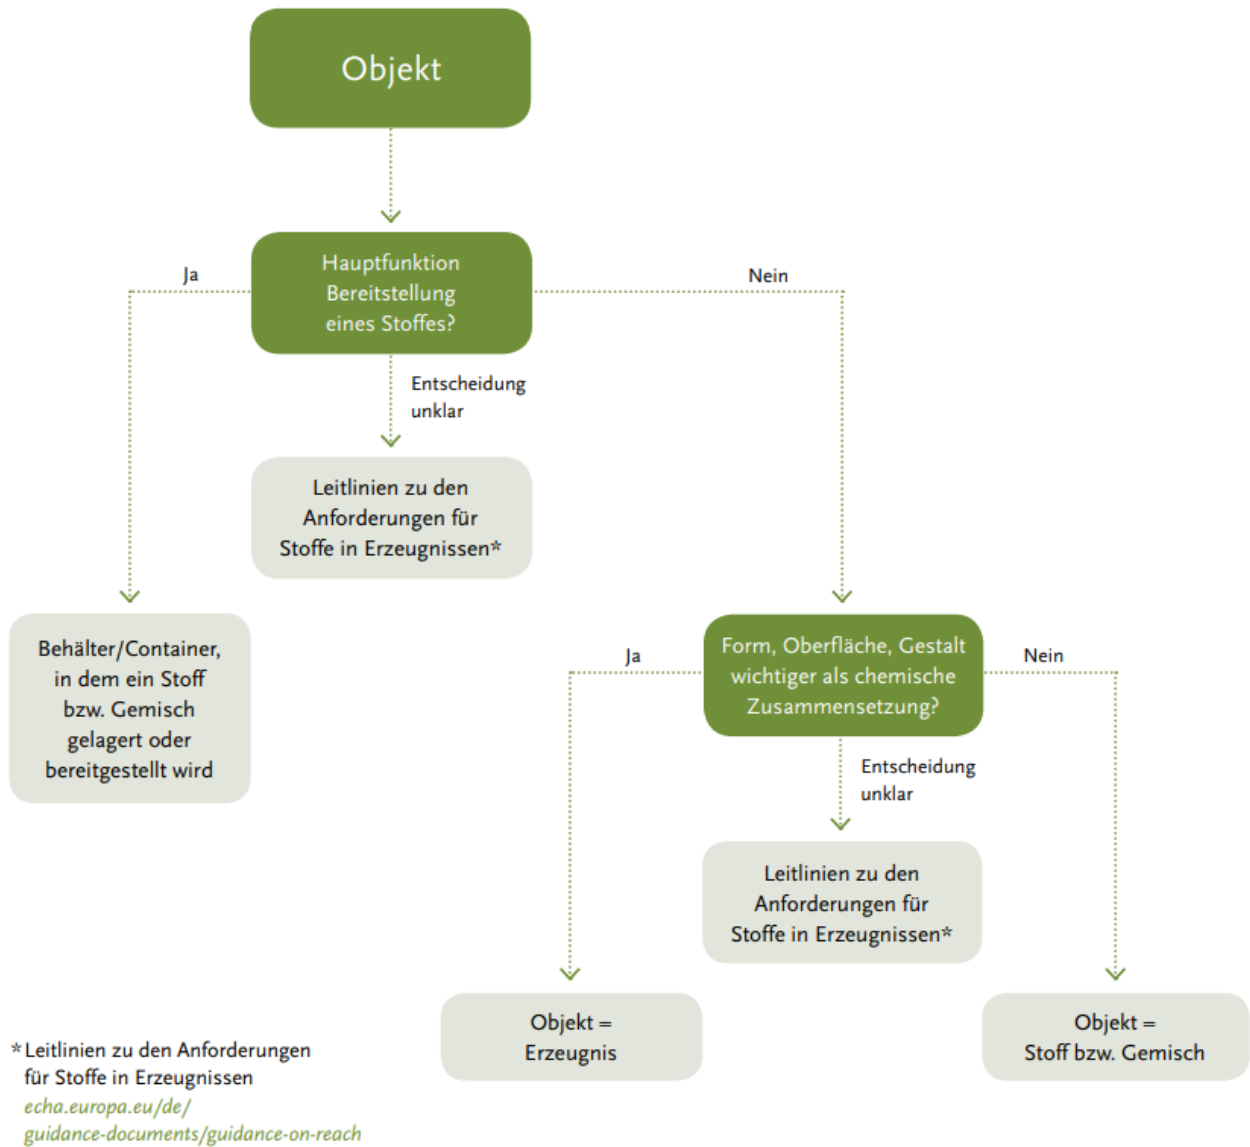 Objekt
Hauptfunktion
Bereitstellung
eines Stoffes?
Ja
Nein
Entscheidung
unklar
Leitlinien zu den
Anforderungen für
Stoffe in Erzeugnissen*
Behälter/Container,
in dem ein Stoff
bzw. Gemisch
gelagert oder
bereitgestellt wird
Form, Oberfläche, Gestalt
wichtiger als chemische
Zusammensetzung?
Ja
Nein
Entscheidung
unklar
Leitlinien zu den
Anforderungen für
Stoffe in Erzeugnissen*
Objekt =
Erzeugnis
Objekt =
Stoff bzw. Gemisch
* Leitlinien zu den Anforderungen
für Stoffe in Erzeugnissen
echa.europa.eu/de/
guidance-documents/guidance-on-reach